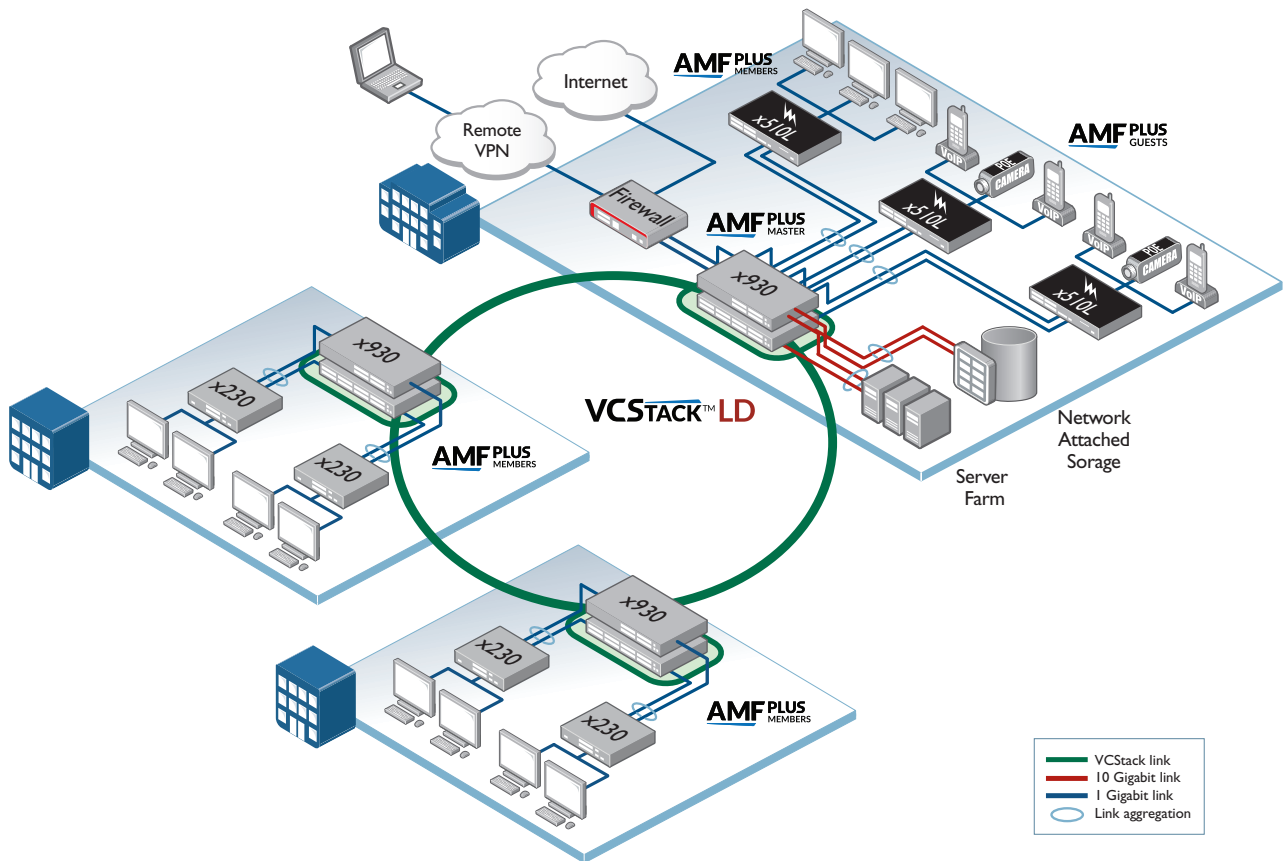 AMF PLUS
MEMBERS
Internet
Remote
VPN
x510L
AMF PLUS
GUESTS
VoIP
POE
CAMERA
VoIP
Firewall
x510L
VoIP
AMF PLUS
MASTER
POE
CAMERA
VoIP
x930
x510L
x930
x230
VCSTACK™ LD
Network
Attached
Sorage
Server
Farm
x230
AMF PLUS
MEMBERS
x930
x230
AMF PLUS
MEMBERS
x230
VCStack link
10 Gigabit link
1 Gigabit link
Link aggregation